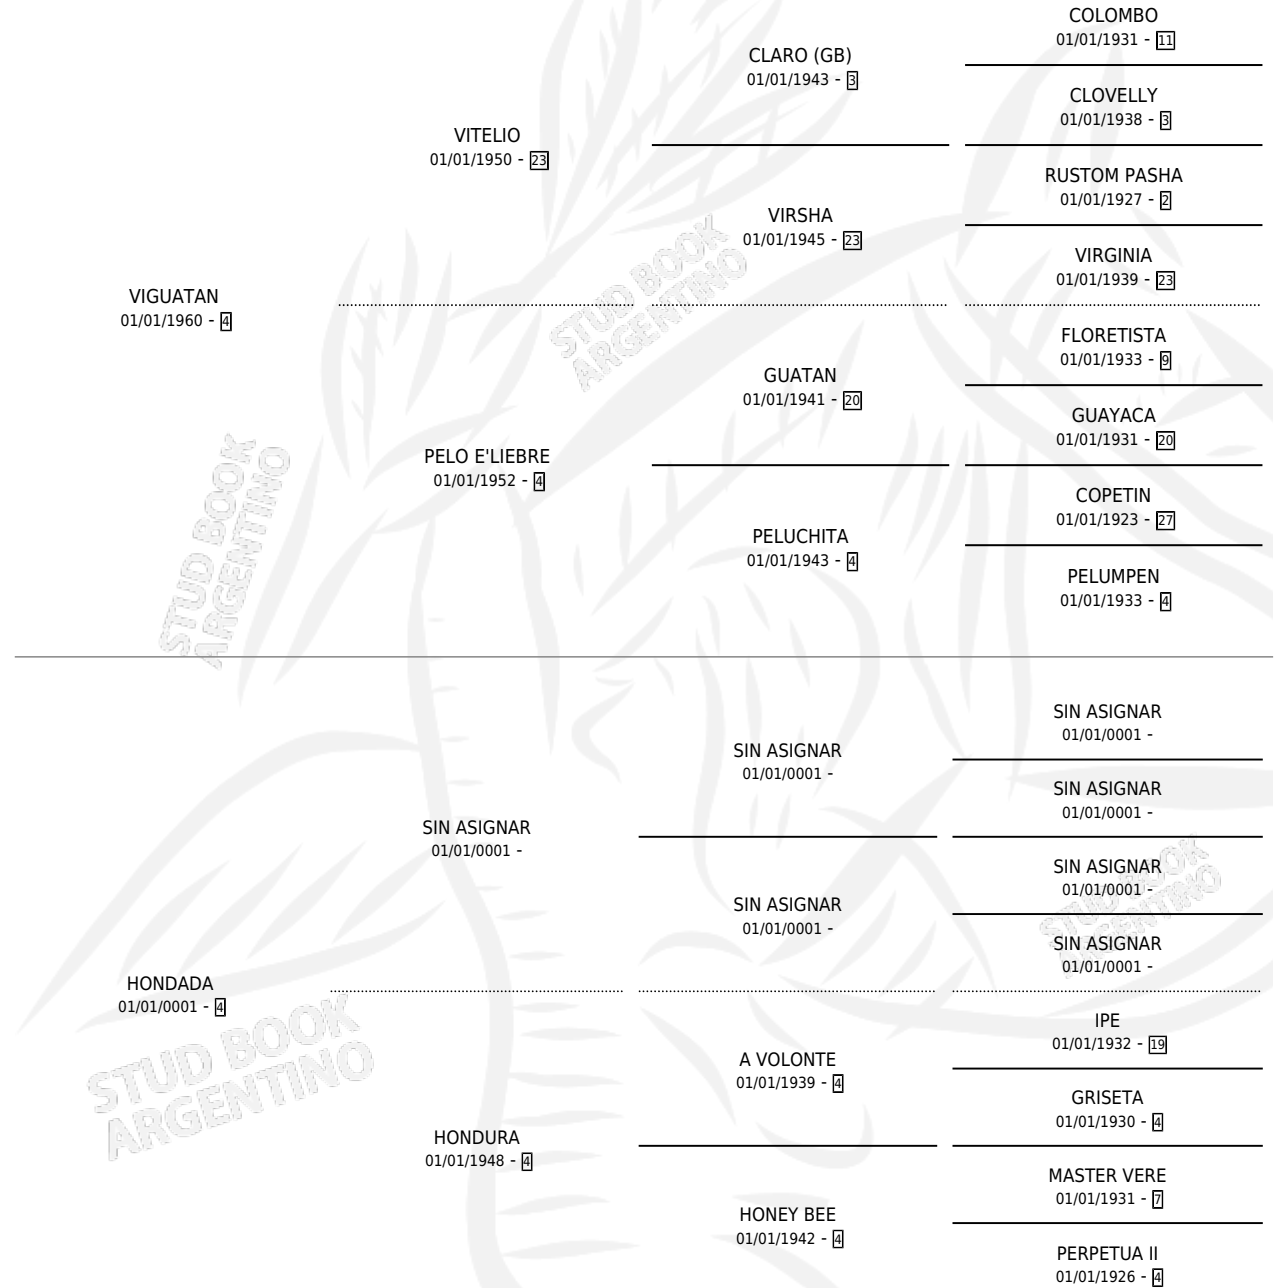 COLOMBO
01/01/1931 - 11
CLARO (GB)
01/01/1943 - 3
CLOVELLY
01/01/1938 - 3
VITELIO
01/01/1950 - 23
RUSTOM PASHA
01/01/1927 - 2
VIRSHA
01/01/1945 - 23
VIRGINIA
01/01/1939 - 23
STUD BOOK
ARGENTINO
VIGUATAN
01/01/1960 - 4
FLORETISTA
01/01/1933 - 9
GUATAN
01/01/1941 - 20
GUAYACA
01/01/1931 - 20
PELO E'LIEBRE
01/01/1952 - 4
COPETIN
01/01/1923 - 27
PELUCHITA
01/01/1943 - 4
PELUMPEN
01/01/1933 - 4
STUD BOOK
ARGENTINO
SIN ASIGNAR
01/01/0001 -
SIN ASIGNAR
01/01/0001 -
SIN ASIGNAR
01/01/0001 -
SIN ASIGNAR
01/01/0001 -
SIN ASIGNAR
01/01/0001 -
SIN ASIGNAR
01/01/0001 -
SIN ASIGNAR
01/01/0001 -
STUD BOOK
ARGENTINO
HONDADA
01/01/0001 - 4
IPE
01/01/1932 - 19
A VOLONTE
01/01/1939 - 4
GRISETA
01/01/1930 - 4
STUD BOOK
ARGENTINO
HONDURA
01/01/1948 - 4
MASTER VERE
01/01/1931 - 7
HONEY BEE
01/01/1942 - 4
PERPETUA II
01/01/1926 - 4